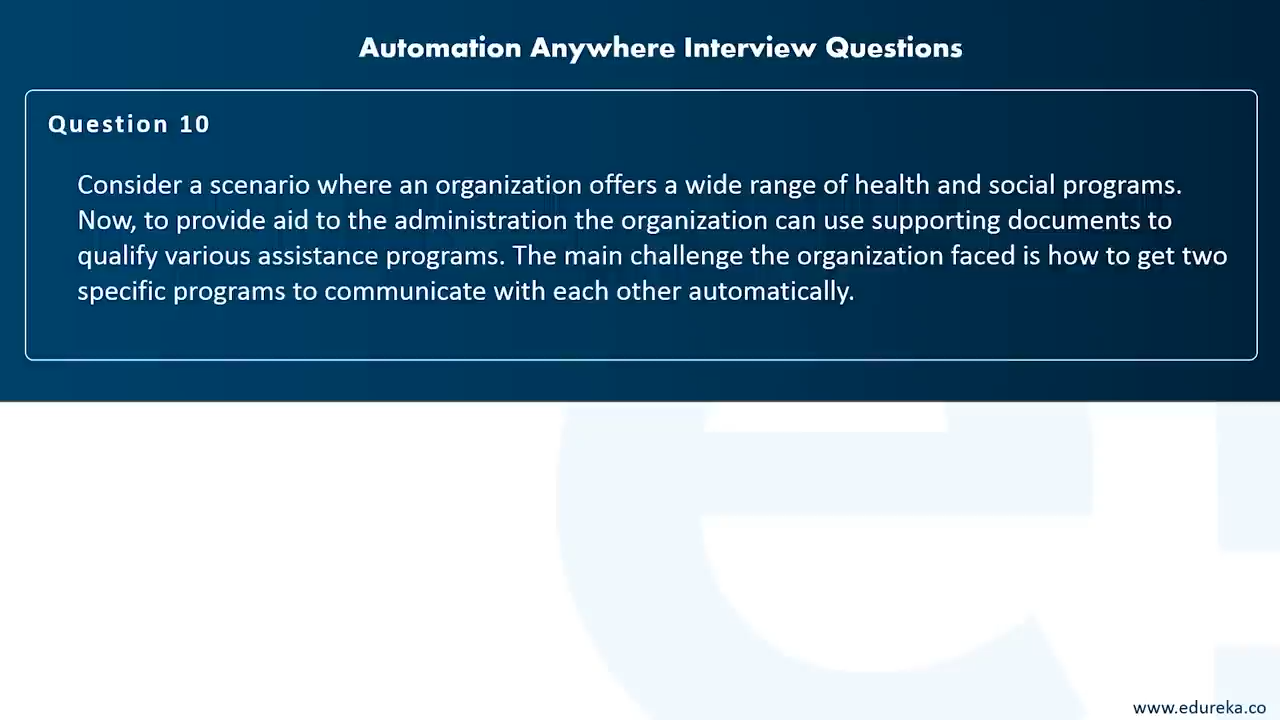 Automation Anywhere Interview Questions
Question 10
Consider a scenario where an organization offers a wide range of health and social programs.
Now, to provide aid to the administration the organization can use supporting documents to
qualify various assistance programs. The main challenge the organization faced is how to get two
specific programs to communicate with each other automatically.
www.edureka.co